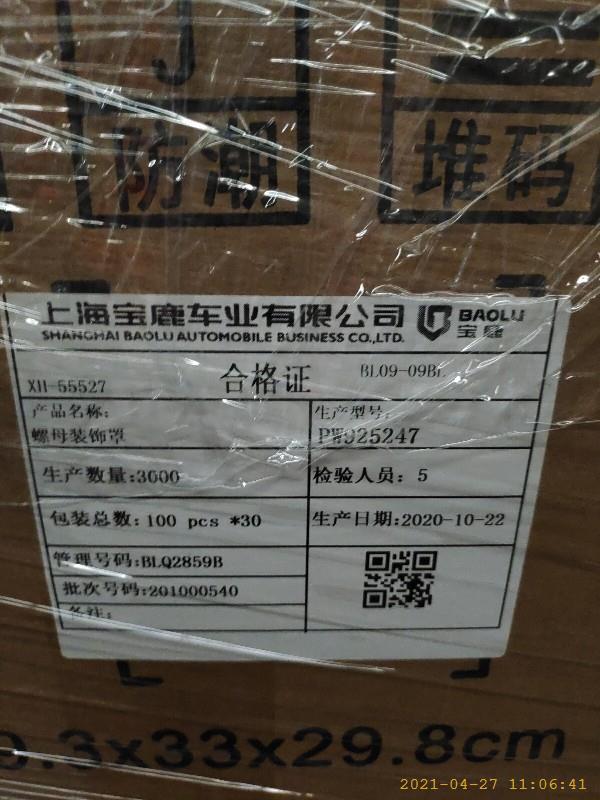 防潮
堆码
上海宝鹿车业有限公司
SHANGHAI BAOLU AUTOMOBILE BUSINESS CO.,LTD.
BAOLU
宝鹿
合格证
BL09-09BL
XH-55527
产品名称:
螺母装饰罩
生产型号:
PW925247
生产数量:3000
检验人员: 5
包装总数: 100 pcs *30
生产日期:2020-10-22
管理号码:BLQ2859B
批次号码:201000540
备注:
9.3x33x29.8cm
2021-04-27 11:06:41